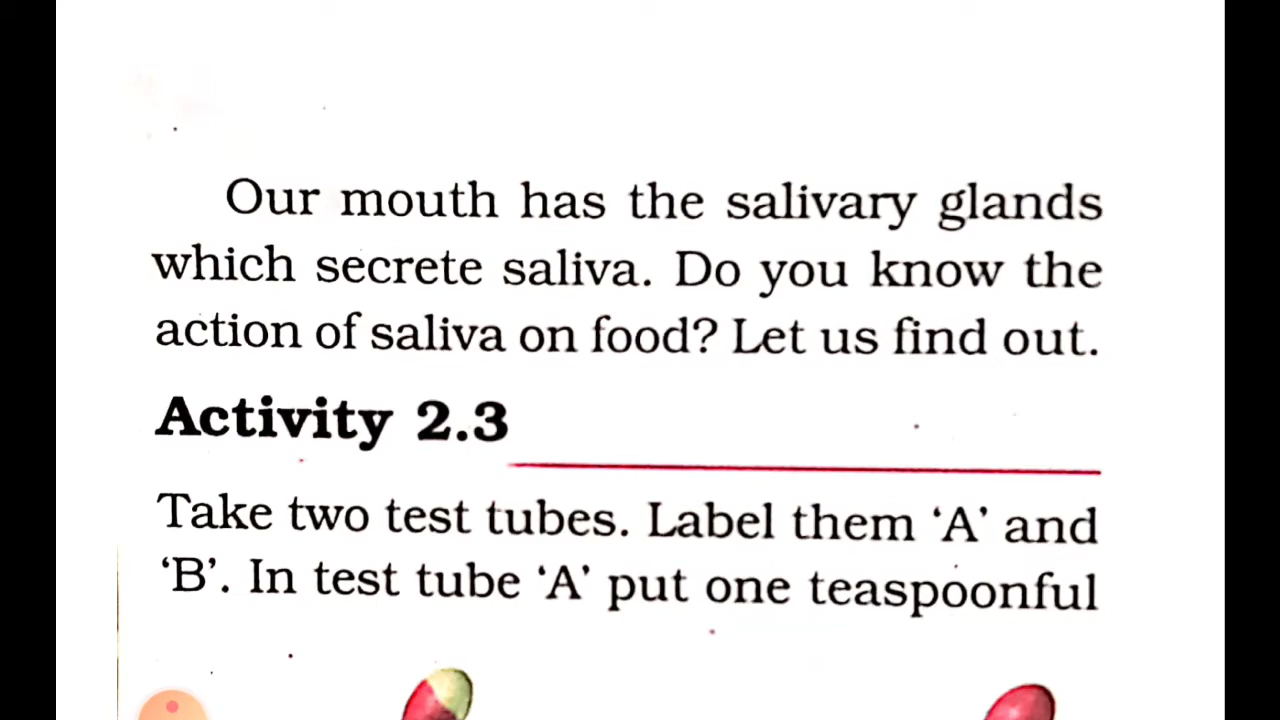 Our mouth has the salivary glands
which secrete saliva. Do you know the
action of saliva on food? Let us find out.
Activity 2.3
Take two test tubes. Label them ‘A’ and
‘B’. In test tube ‘A’ put one teaspoonful